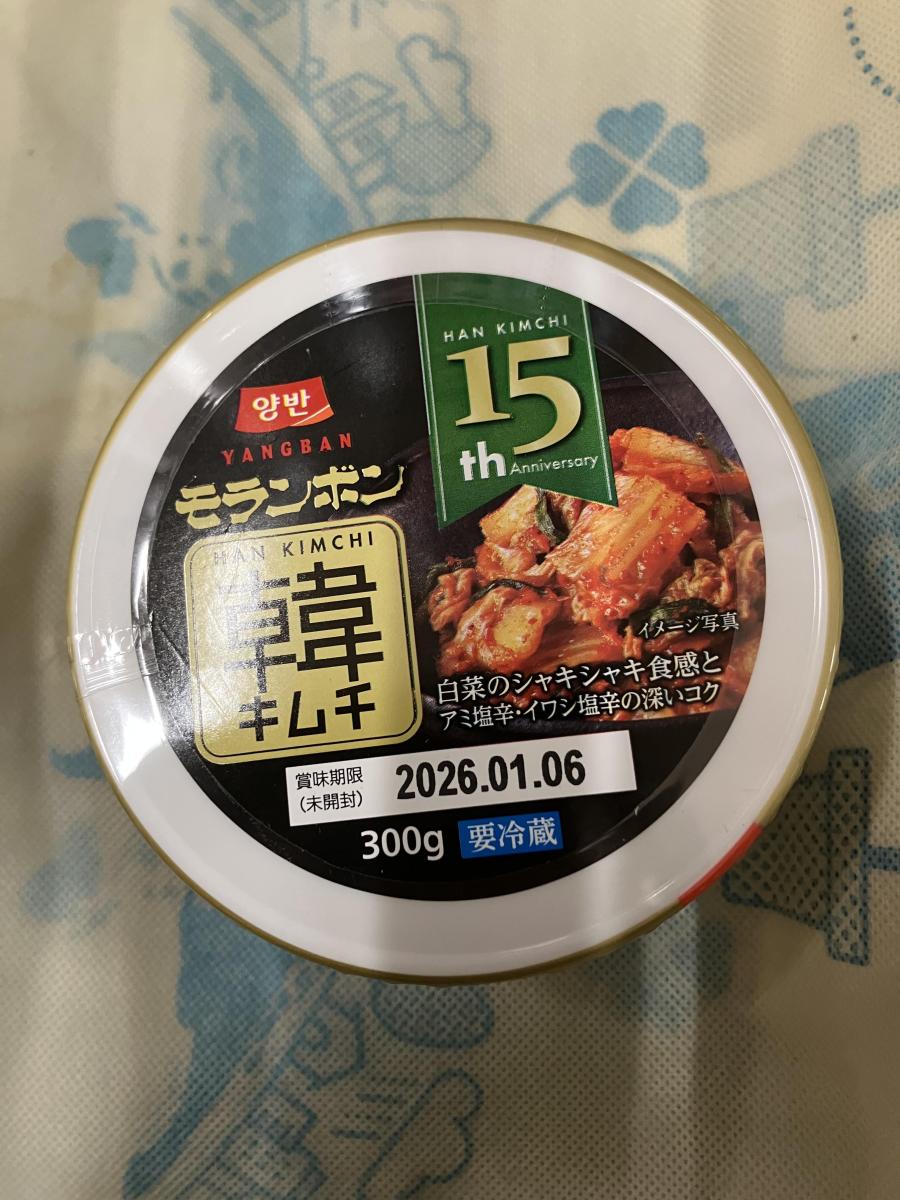 HAN KIMCHI
15
th Anniversary
양반
YANGBAN
モランボン
HAN KIMCHI
韓
キムチ
イメージ写真
白菜のシャキシャキ食感と
アミ塩辛・イワシ塩辛の深いコク
賞味期限
(未開封)
2026.01.06
300g 要冷蔵